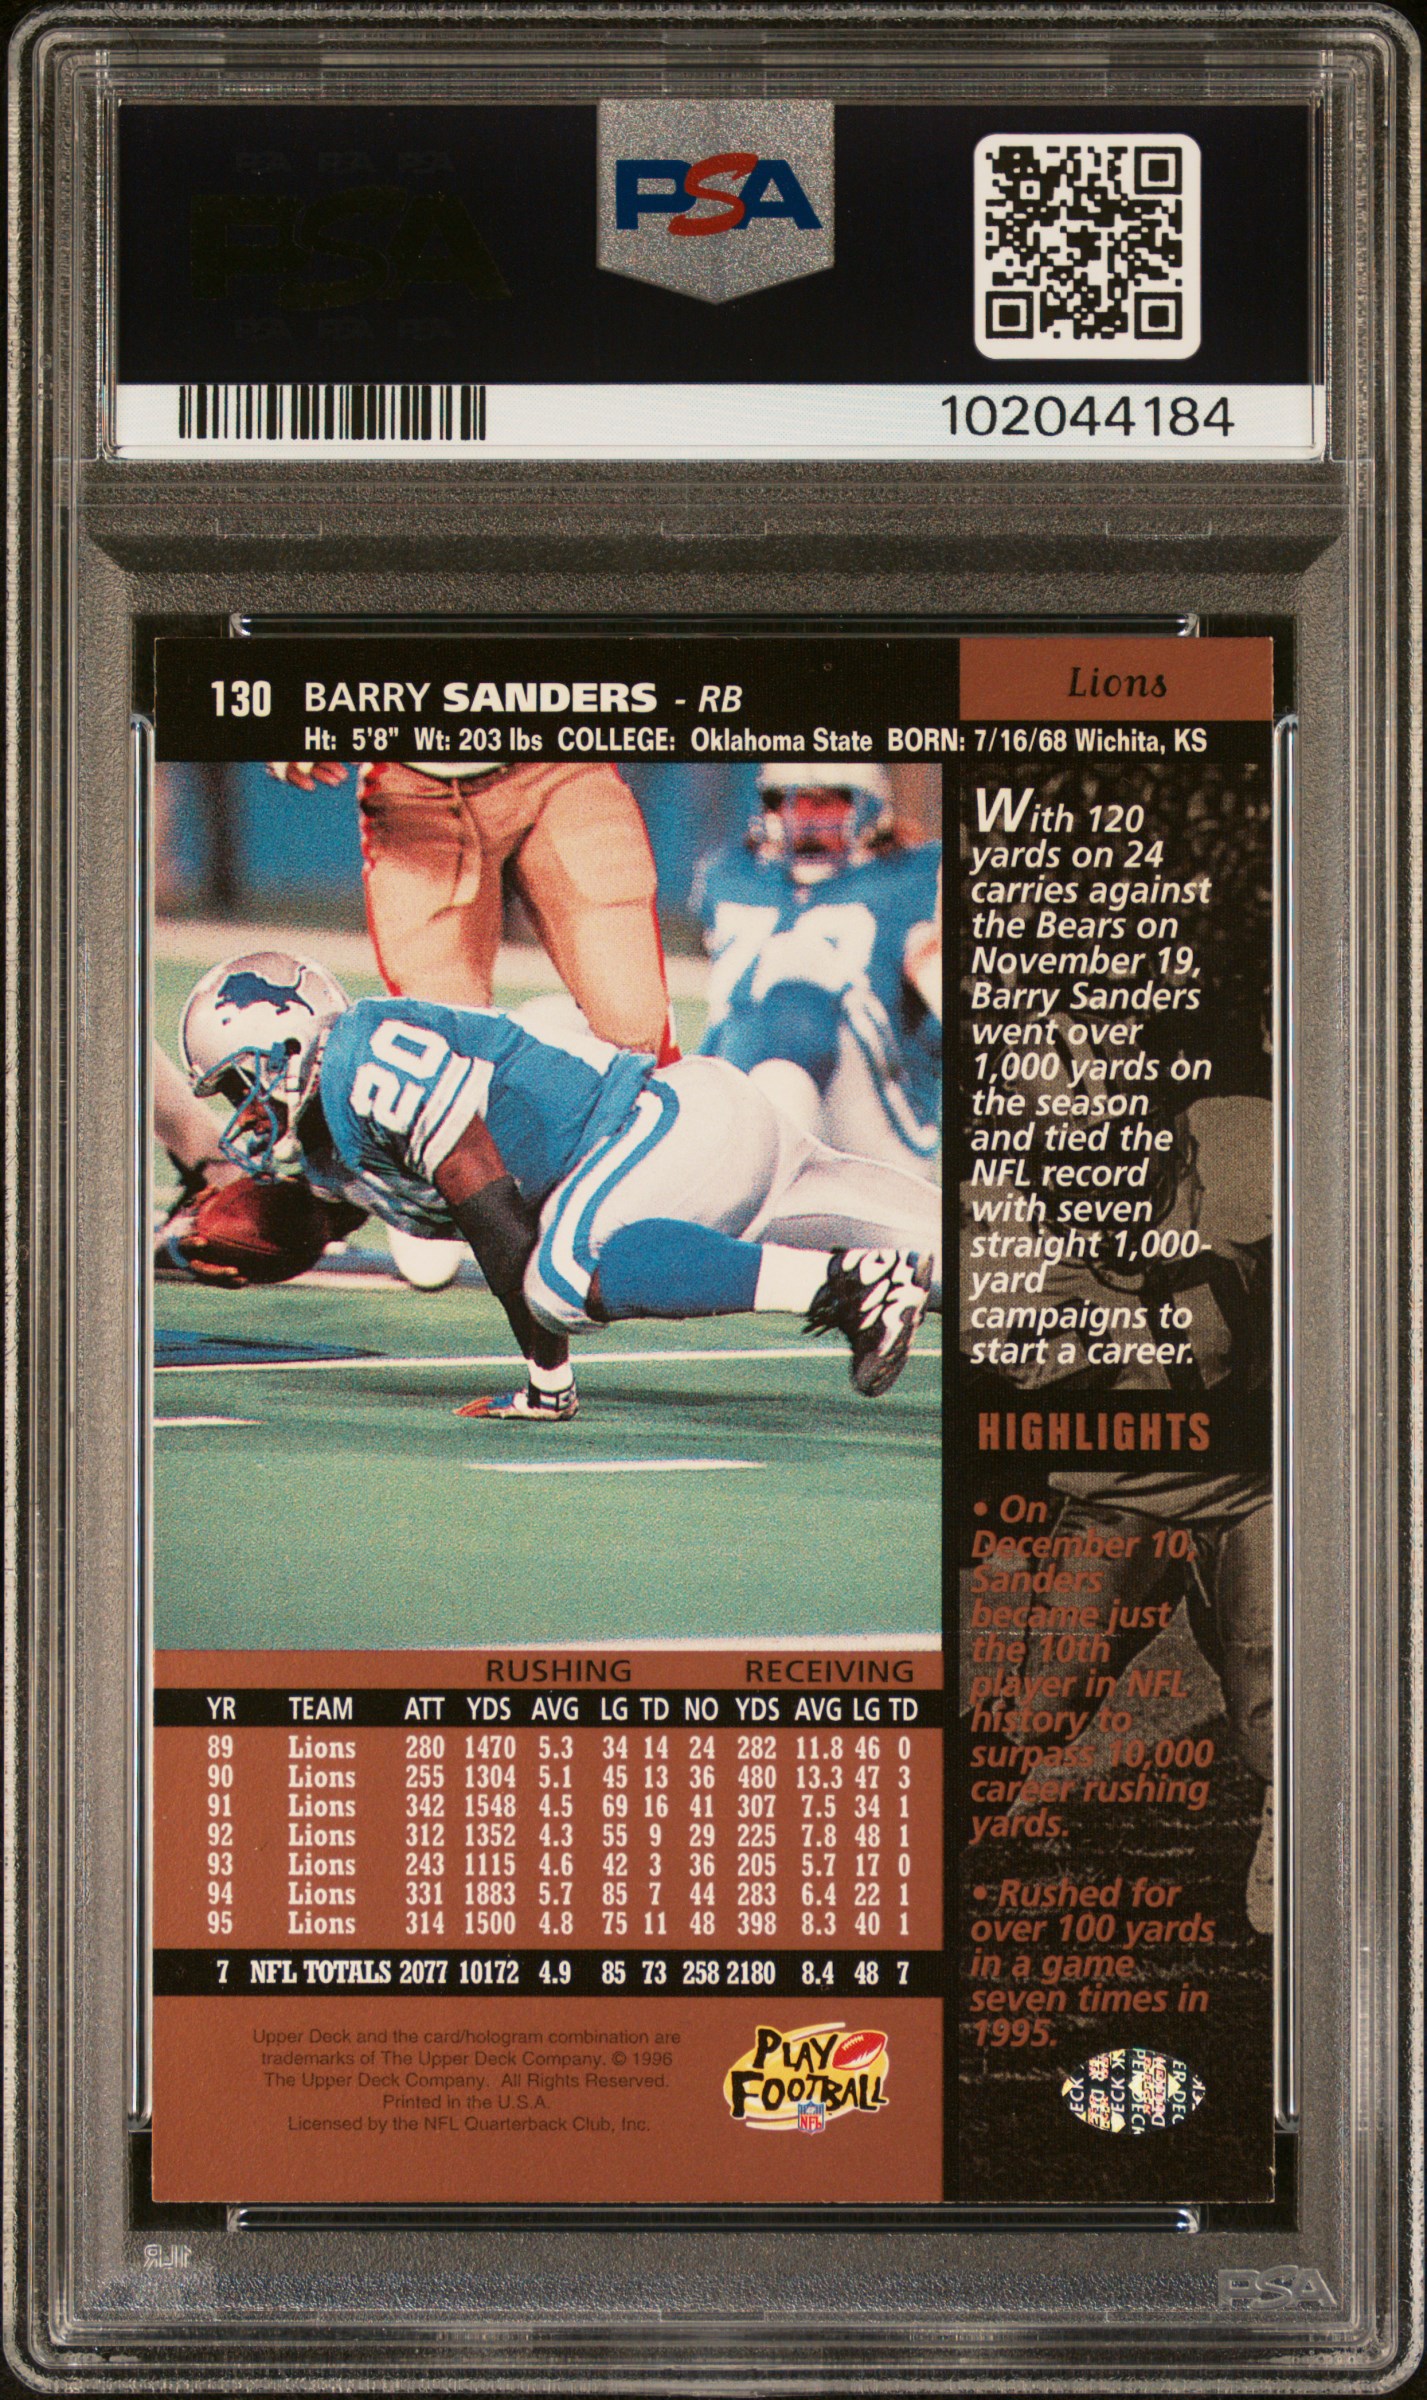 PSA
102044184
130 BARRY SANDERS - RB
Lions
Ht: 5'8" Wt: 203 lbs COLLEGE: Oklahoma State BORN: 7/16/68 Wichita, KS
With 120
yards on 24
carries against
the Bears on
November 19,
Barry Sanders
went over
1,000 yards on
the season
and tied the
NFL record
with seven
straight 1,000-
yard
campaigns to
start a career.
20
HIGHLIGHTS
• On
December 10,
Sanders
became just
the 10th
player in NFL
history to
surpass 10,000
career rushing
yards.
• Rushed for
over 100 yards
in a game
seven times in
1995.
RUSHING RECEIVING
YR TEAM ATT YDS AVG LG TD NO YDS AVG LG TD
89 Lions 280 1470 5.3 34 14 24 282 11.8 46 0
90 Lions 255 1304 5.1 45 13 36 480 13.3 47 3
91 Lions 342 1548 4.5 69 16 41 307 7.5 34 1
92 Lions 312 1352 4.3 55 9 29 225 7.8 48 1
93 Lions 243 1115 4.6 42 3 36 205 5.7 17 0
94 Lions 331 1883 5.7 85 7 44 283 6.4 22 1
95 Lions 314 1500 4.8 75 11 48 398 8.3 40 1
7 NFL TOTALS 2077 10172 4.9 85 73 258 2180 8.4 48 7
Upper Deck and the card/hologram combination are
trademarks of The Upper Deck Company. © 1996
The Upper Deck Company. All Rights Reserved.
Printed in the U.S.A.
Licensed by the NFL Quarterback Club, Inc.
PLAY
FOOTBALL
NFL
PSA